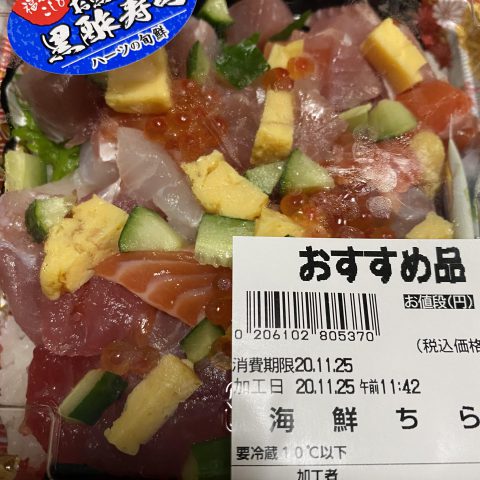 黒酢寿司
ハーツの旬鮮
おすすめ品
お値段(円)
0 206102 805370
(税込価格
消費期限20.11.25
加工日 20.11.25 午前11:42
海鮮ちら
要冷蔵10℃以下
加工者